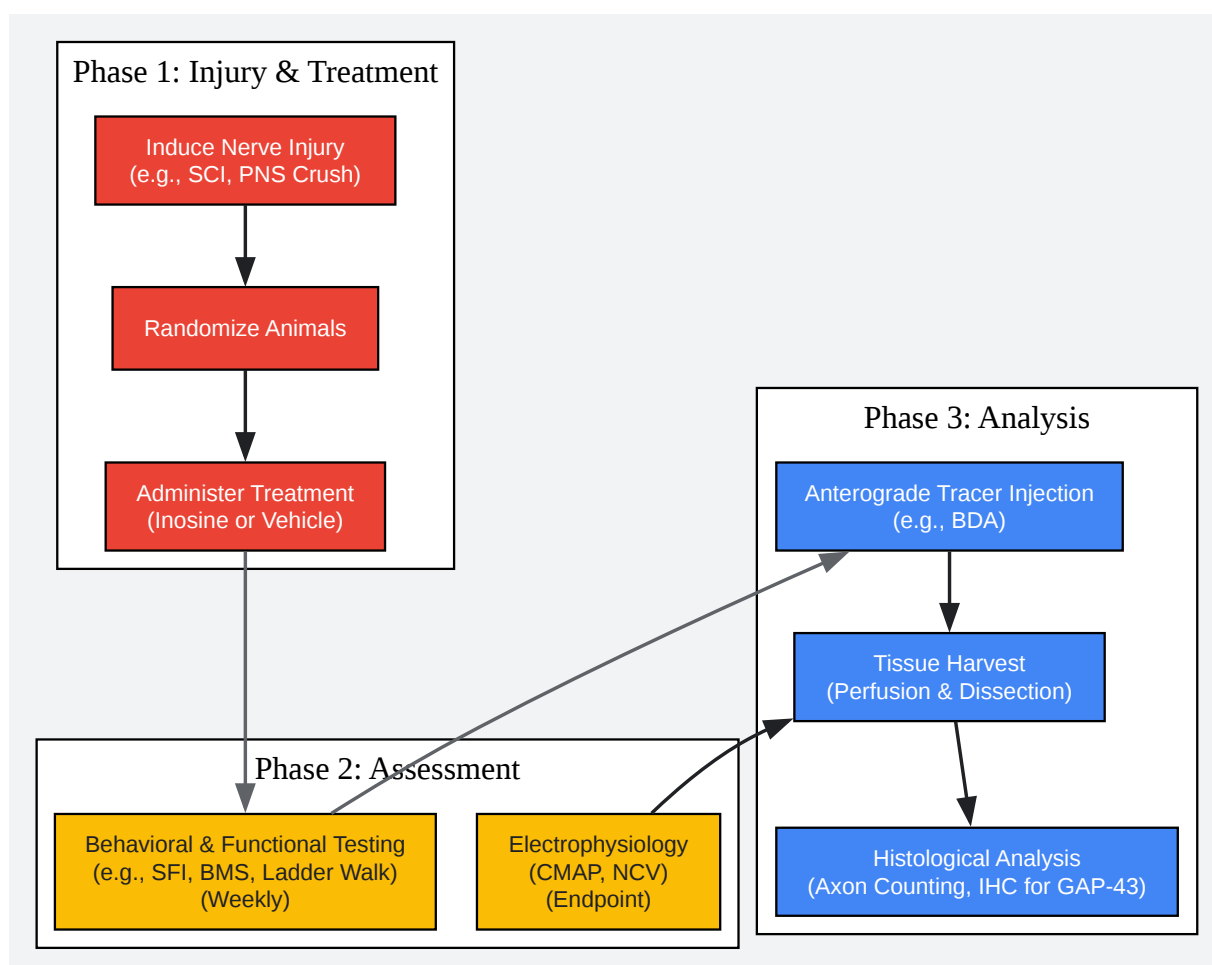 Phase 1: Injury & Treatment
Induce Nerve Injury
(e.g., SCI, PNS Crush)
Randomize Animals
Administer Treatment
(Inosine or Vehicle)
Phase 2: Assessment
Behavioral & Functional Testing
(e.g., SFI, BMS, Ladder Walk)
(Weekly)
Electrophysiology
(CMAP, NCV)
(Endpoint)
Phase 3: Analysis
Anterograde Tracer Injection
(e.g., BDA)
Tissue Harvest
(Perfusion & Dissection)
Histological Analysis
(Axon Counting, IHC for GAP-43)